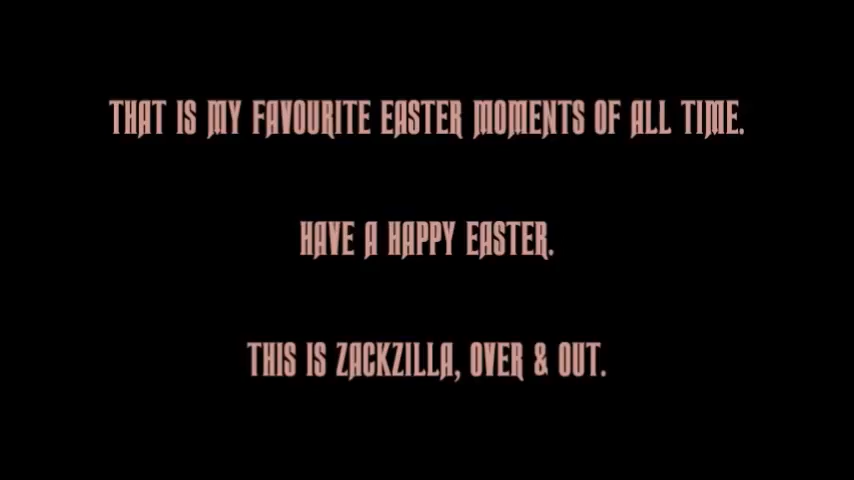 THAT IS MY FAVOURITE EASTER MOMENTS OF ALL TIME.
HAVE A HAPPY EASTER.
THIS IS ZACKZILLA, OVER & OUT.